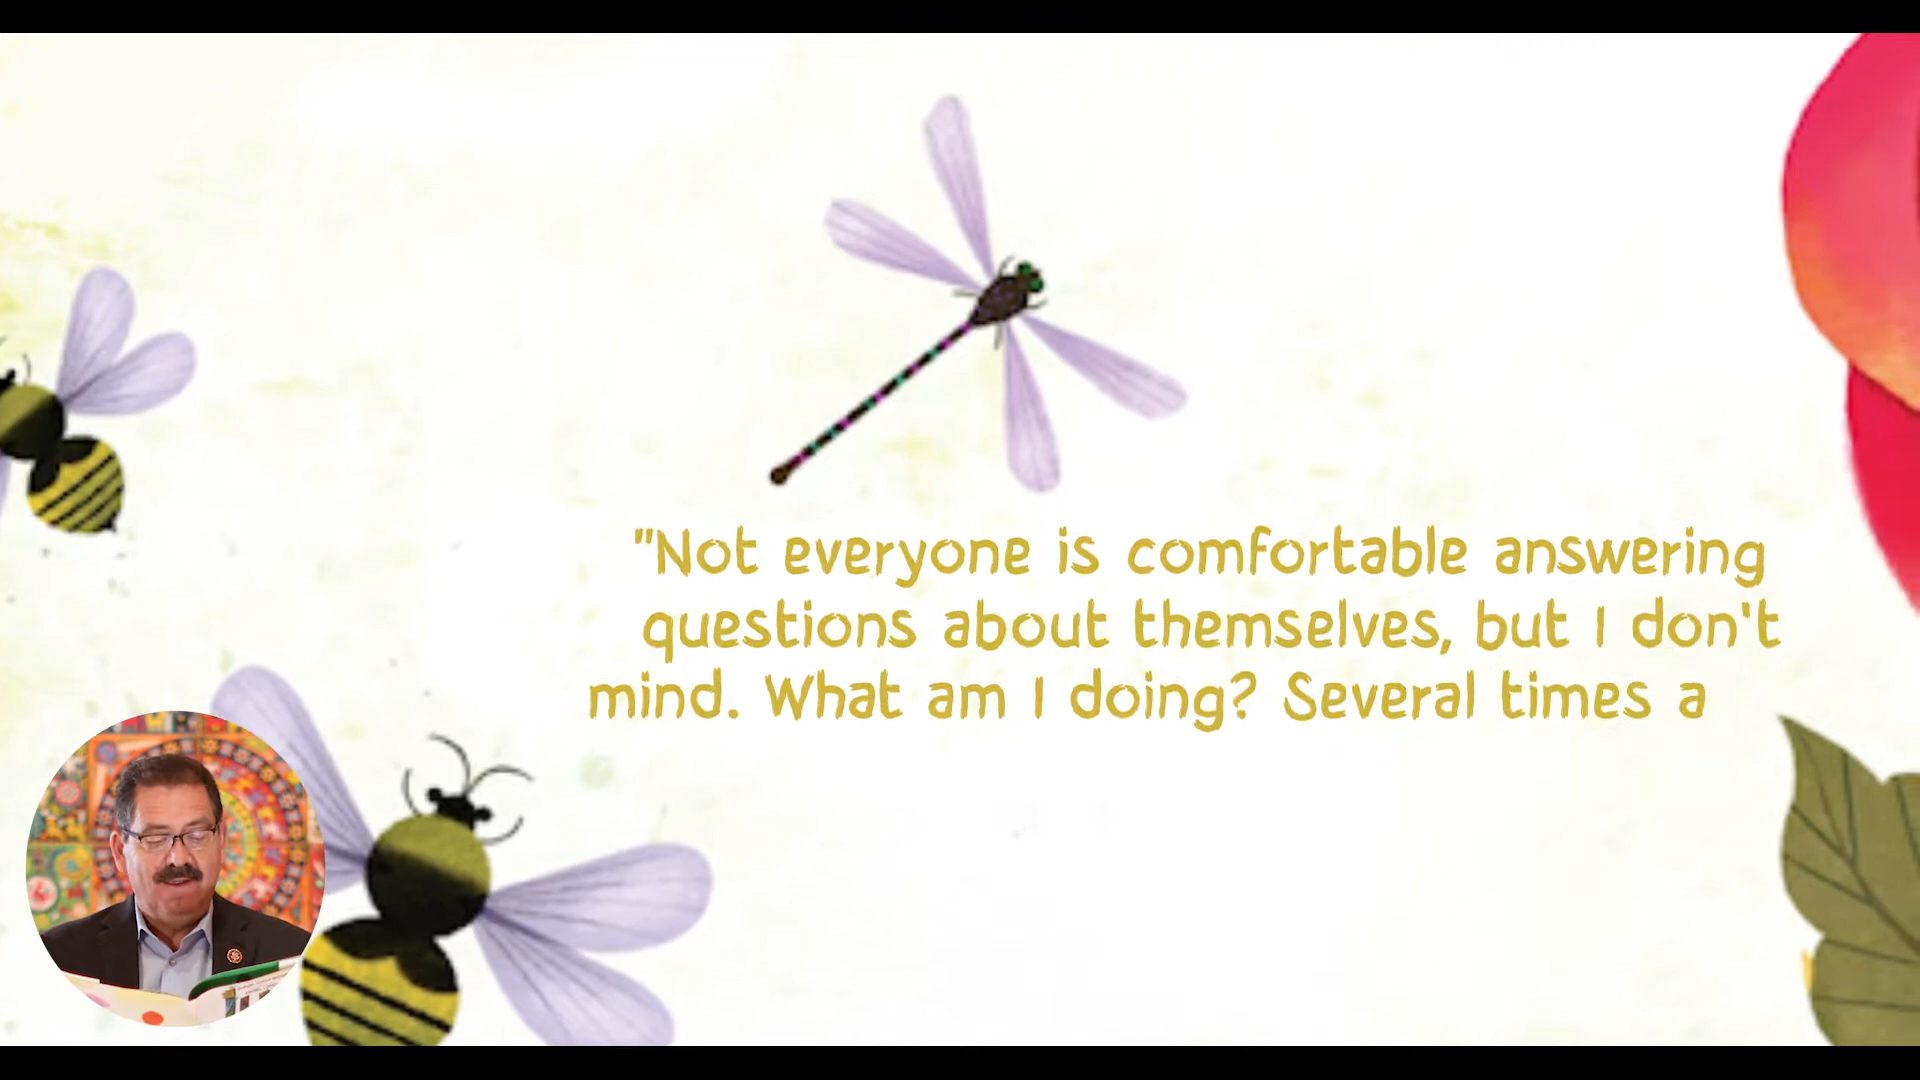 "Not everyone is comfortable answering
questions about themselves, but I don't
mind. What am I doing? Several times a